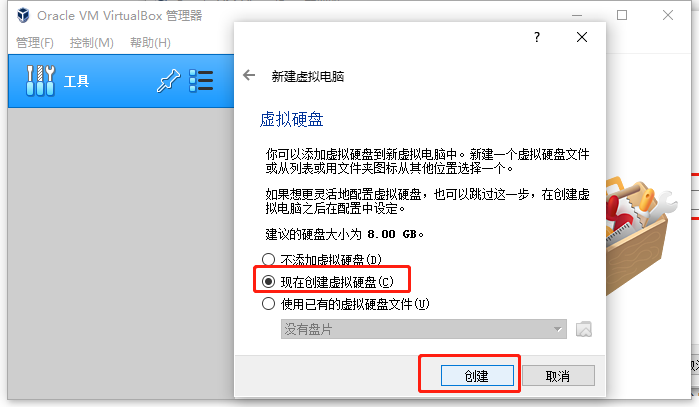 Oracle VM VirtualBox 管理器
管理(F) 控制(M) 帮助(H)
工具
?
新建虚拟电脑
虚拟硬盘
你可以添加虚拟硬盘到新虚拟电脑中。新建一个虚拟硬盘文件
或从列表或用文件夹图标从其他位置选择一个。
如果想更灵活地配置虚拟硬盘，也可以跳过这一步，在创建虚
拟电脑之后在配置中设定。
建议的硬盘大小为 8.00 GB。
不添加虚拟硬盘(D)
现在创建虚拟硬盘(C)
使用已有的虚拟硬盘文件(U)
没有盘片
创建 取消